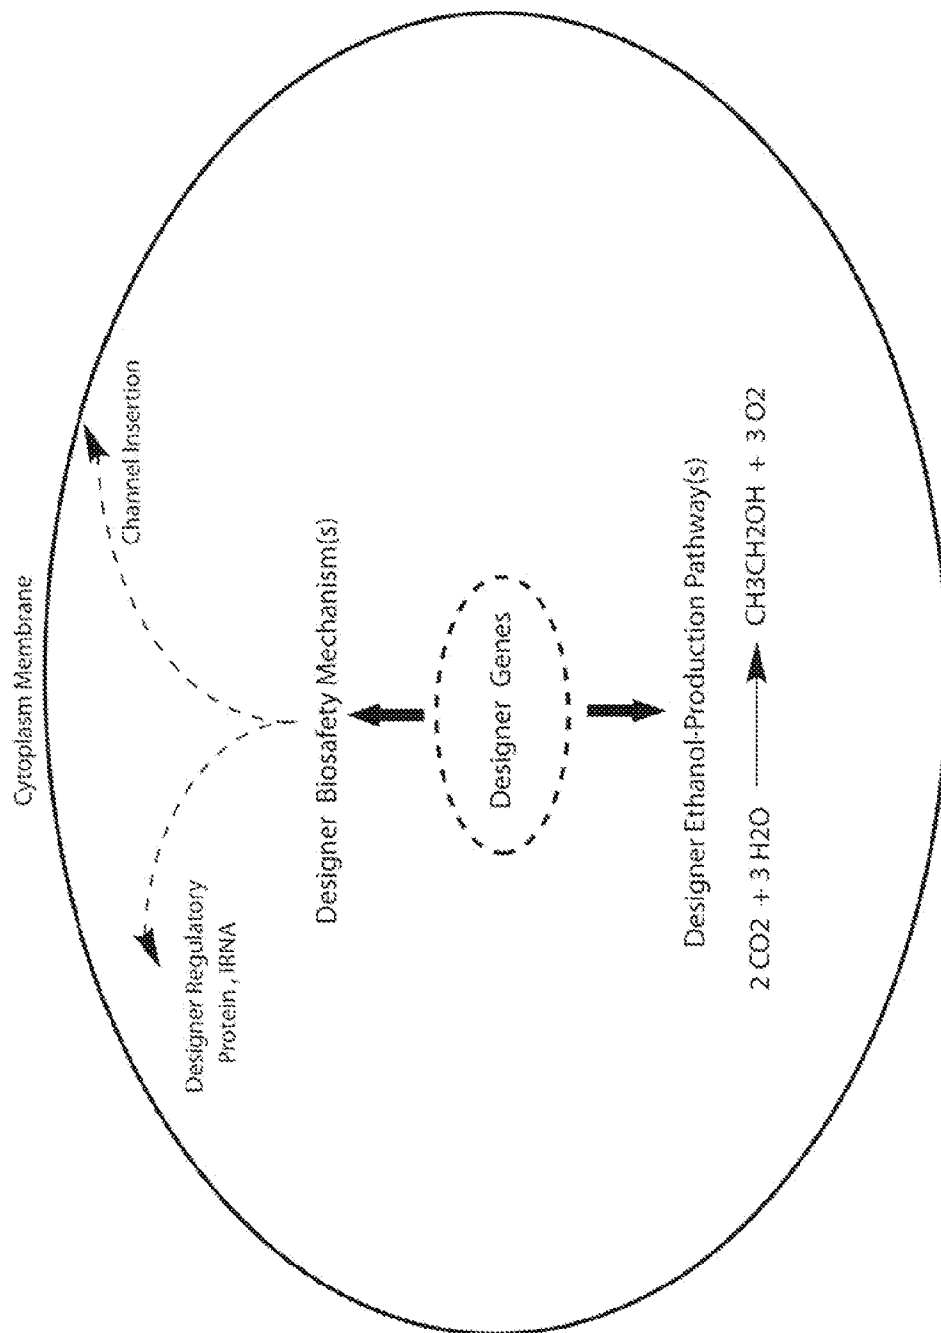 Cytoplasm Membrane
Channel Insertion
Designer Regulatory
Protein , iRNA
Designer Biosafety Mechanism(s)
Designer Genes
Designer Ethanol-Production Pathway(s)
2 CO2 + 3 H2O CH3CH2OH + 3 O2